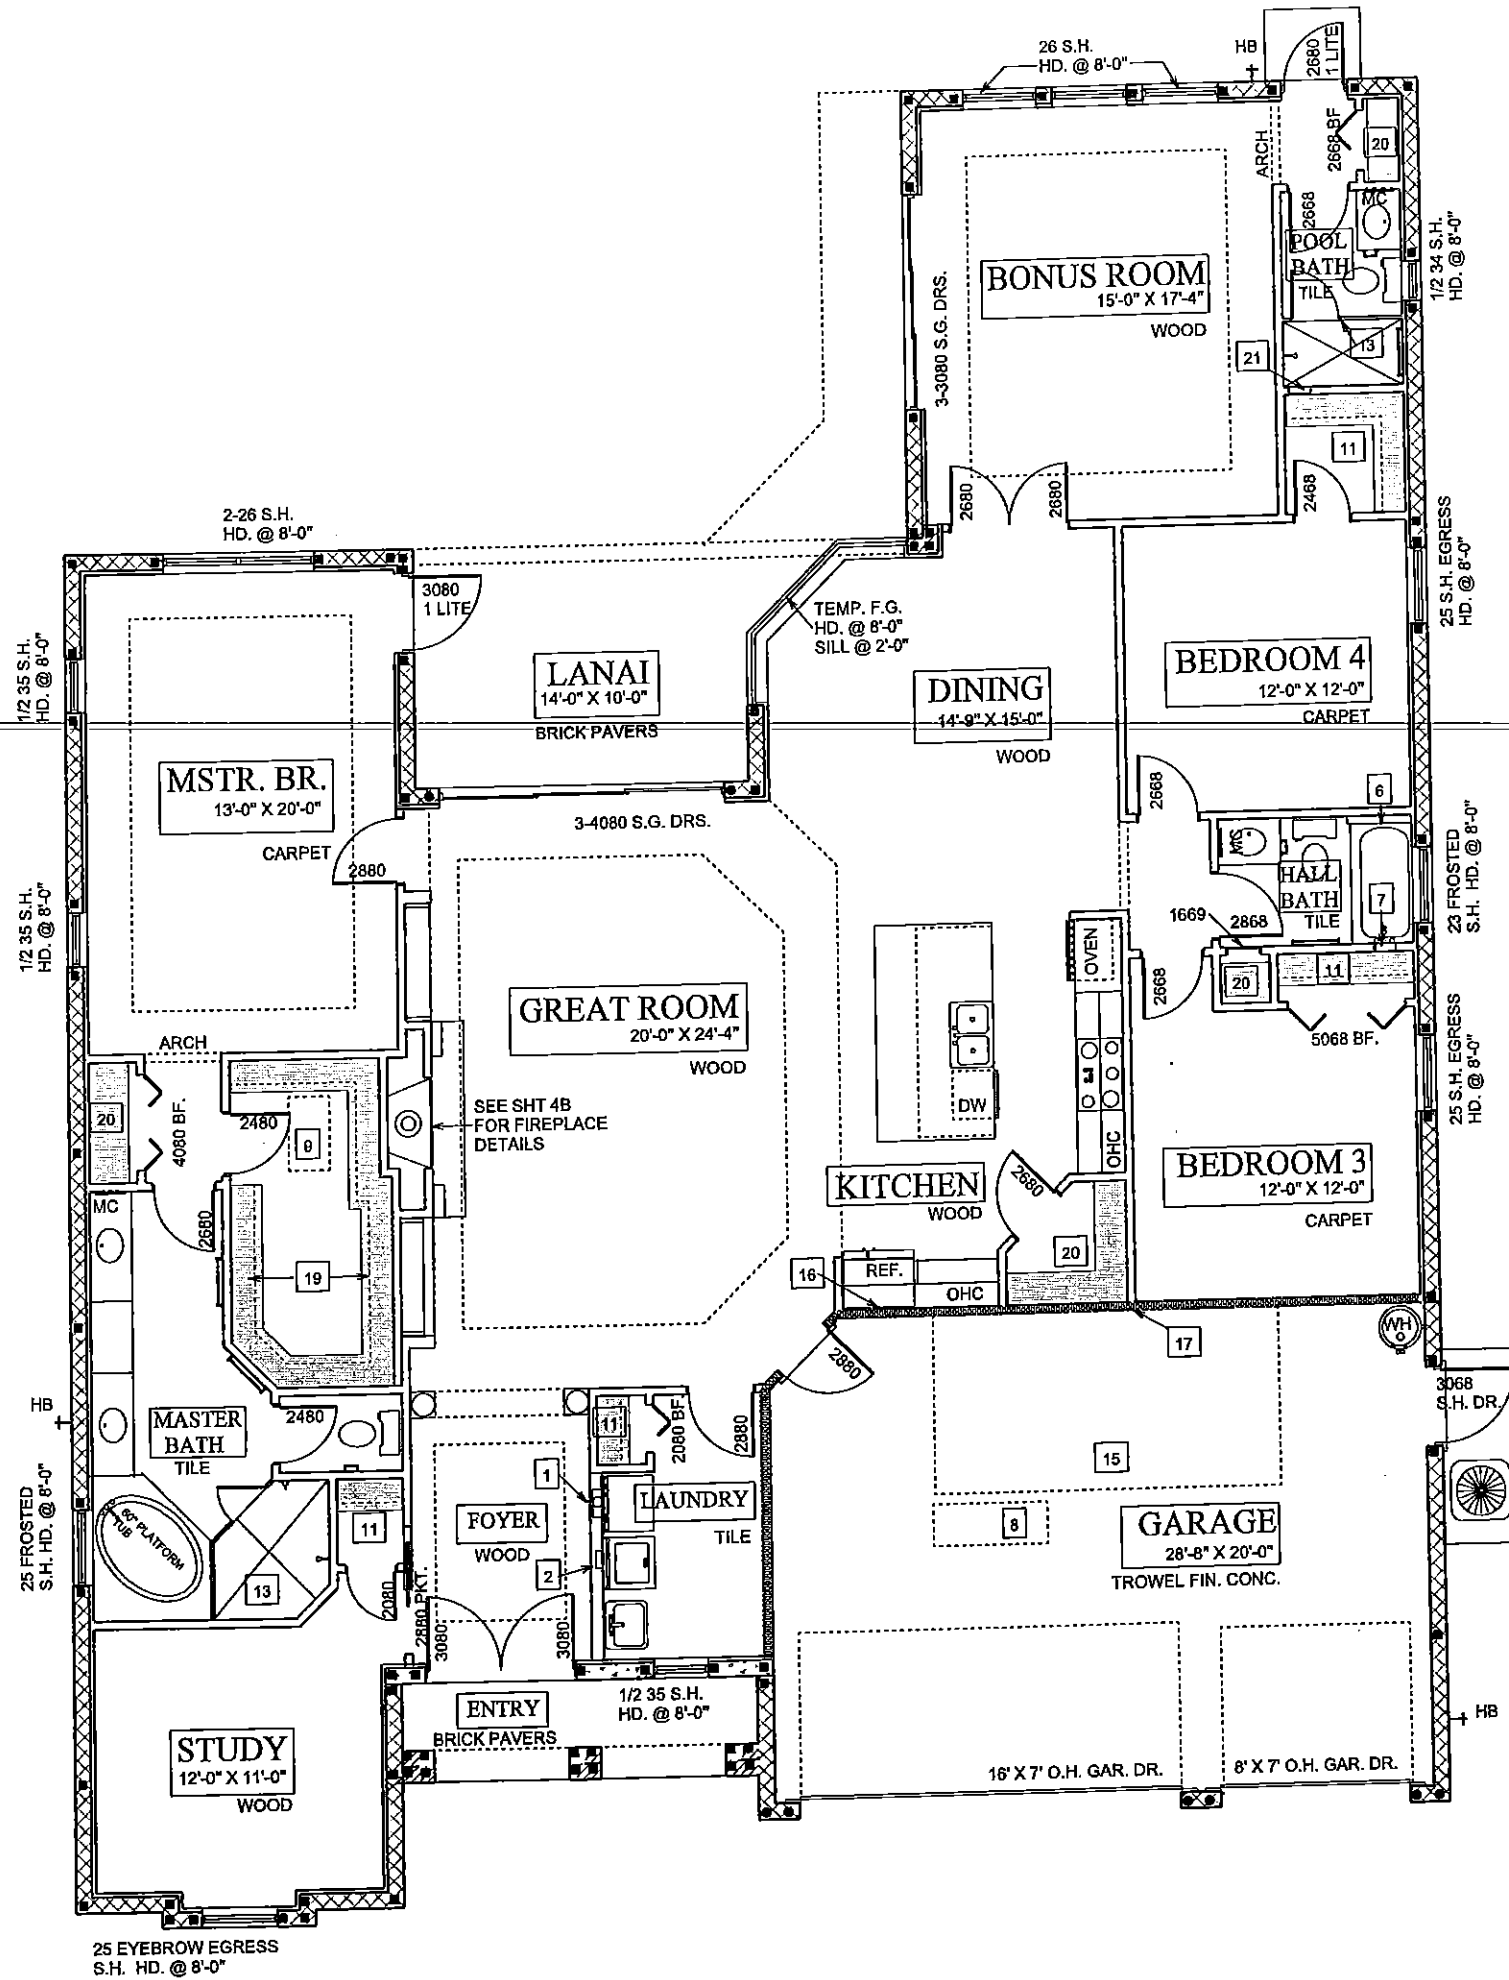 26 S.H.
HD. @ 8'-0"
HB
2680
1 LITE
ARCH
2668 BF
20
2668
MC
POOL
BATH
TILE
1/2 34 S.H.
HD. @ 8'-0"
BONUS ROOM
15'-0" X 17'-4"
WOOD
3-3080 S.G. DRS.
13
21
11
2468
2680
2680
2-26 S.H.
HD. @ 8'-0"
3080
1 LITE
TEMP. F.G.
HD. @ 8'-0"
SILL @ 2'-0"
25 S.H. EGRESS
HD. @ 8'-0"
1/2 35 S.H.
HD. @ 8'-0"
LANAI
14'-0" X 10'-0"
BRICK PAVERS
DINING
14'-9" X 15'-0"
WOOD
BEDROOM 4
12'-0" X 12'-0"
CARPET
MSTR. BR.
13'-0" X 20'-0"
CARPET
2880
3-4080 S.G. DRS.
2668
6
HALL
BATH
TILE
7
23 FROSTED
S.H. HD. @ 8'-0"
1669
2868
1/2 35 S.H.
HD. @ 8'-0"
OVEN
2668
20
11
5068 BF.
25 S.H. EGRESS
HD. @ 8'-0"
GREAT ROOM
20'-0" X 24'-4"
WOOD
ARCH
20
4080 BF.
2480
9
SEE SHT 4B
FOR FIREPLACE
DETAILS
DW
OHC
KITCHEN
WOOD
2680
BEDROOM 3
12'-0" X 12'-0"
CARPET
MC
2680
19
16
REF.
OHC
20
17
WH
2880
3068
S.H. DR.
HB
MASTER
BATH
TILE
2480
11
2080 BF.
2880
15
25 FROSTED
S.H. HD. @ 8'-0"
60" PLATFORM
TUB
13
11
2080
1
FOYER
WOOD
2
LAUNDRY
TILE
8
GARAGE
28'-8" X 20'-0"
TROWEL FIN. CONC.
2880 PKT.
3080
3080
ENTRY
BRICK PAVERS
1/2 35 S.H.
HD. @ 8'-0"
HB
STUDY
12'-0" X 11'-0"
WOOD
16' X 7' O.H. GAR. DR.
8' X 7' O.H. GAR. DR.
25 EYEBROW EGRESS
S.H. HD. @ 8'-0"